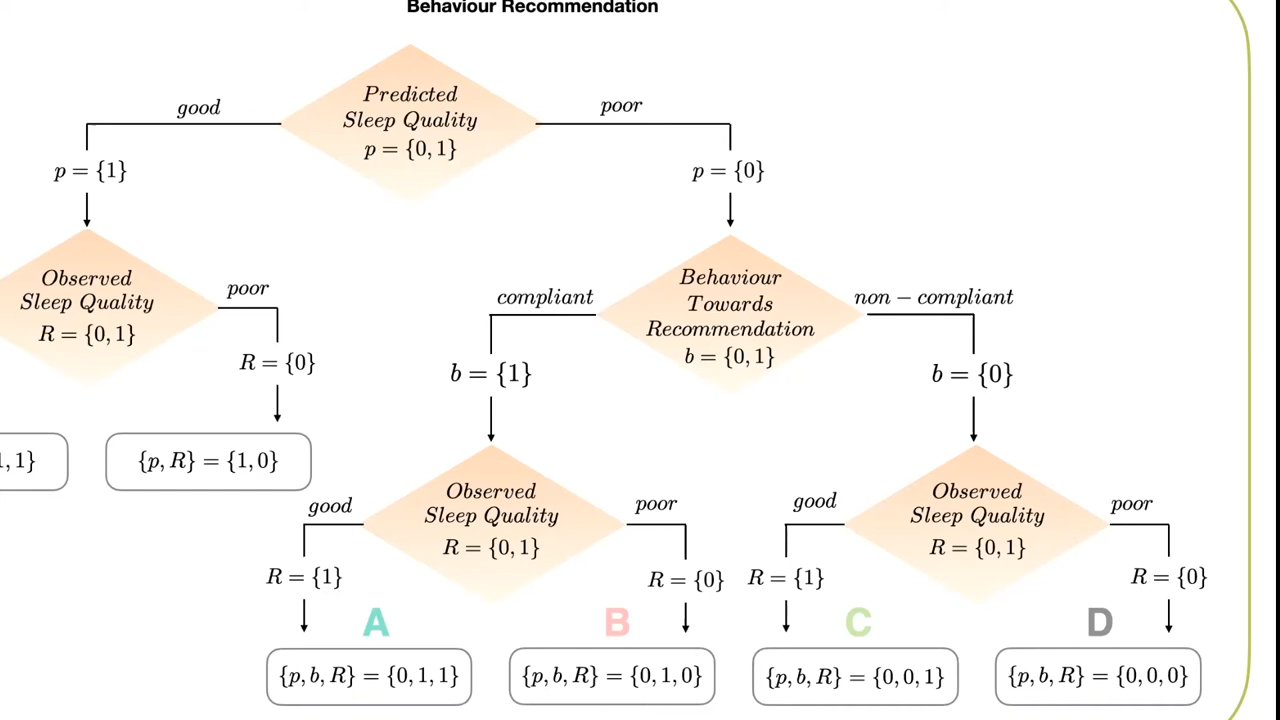 Behaviour Recommendation
good
Predicted
Sleep Quality
p = {0, 1}
poor
p = {1}
p = {0}
Observed
Sleep Quality
R = {0, 1}
poor
R = {0}
compliant
Behaviour
Towards
Recommendation
b = {0, 1}
non − compliant
b = {1}
b = {0}
1, 1}
{p, R} = {1, 0}
good
Observed
Sleep Quality
R = {0, 1}
poor
good
Observed
Sleep Quality
R = {0, 1}
poor
R = {1}
R = {0}
R = {1}
R = {0}
A
B
C
D
{p, b, R} = {0, 1, 1}
{p, b, R} = {0, 1, 0}
{p, b, R} = {0, 0, 1}
{p, b, R} = {0, 0, 0}